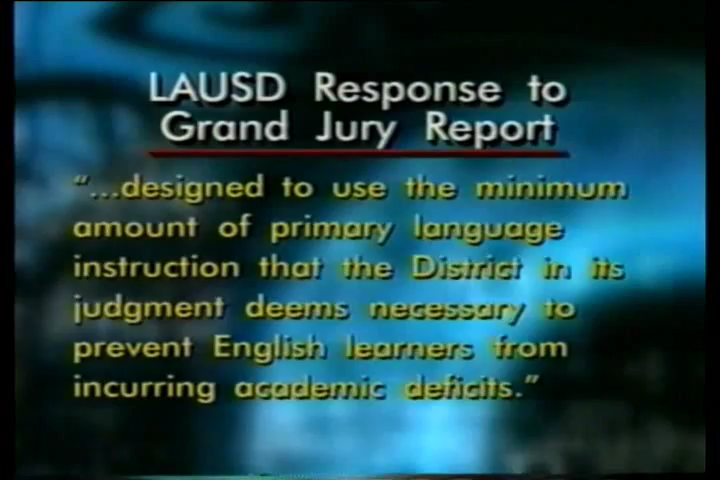 LAUSD Response to
Grand Jury Report
“...designed to use the minimum
amount of primary language
instruction that the District in its
judgment deems necessary to
prevent English learners from
incurring academic deficits.”